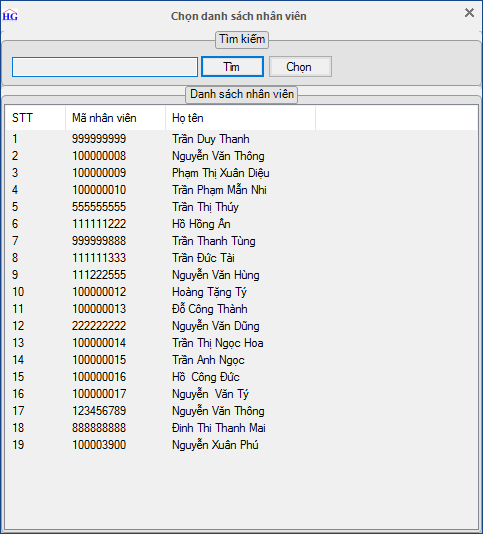 HG Chọn danh sách nhân viên
Tìm kiếm
Tìm Chọn
Danh sách nhân viên
STT Mã nhân viên Họ tên
1 999999999 Trần Duy Thanh
2 100000008 Nguyễn Văn Thông
3 100000009 Phạm Thị Xuân Diệu
4 100000010 Trần Phạm Mẫn Nhi
5 555555555 Trần Thị Thúy
6 111111222 Hồ Hồng Ân
7 999999888 Trần Thanh Tùng
8 111111333 Trần Đức Tài
9 111222555 Nguyễn Văn Hùng
10 100000012 Hoàng Tặng Tý
11 100000013 Đỗ Công Thành
12 222222222 Nguyễn Văn Dũng
13 100000014 Trần Thị Ngọc Hoa
14 100000015 Trần Anh Ngọc
15 100000016 Hồ  Công Đức
16 100000017 Nguyễn  Văn Tý
17 123456789 Nguyễn Văn Thông
18 888888888 Đinh Thi Thanh Mai
19 100003900 Nguyễn Xuân Phú